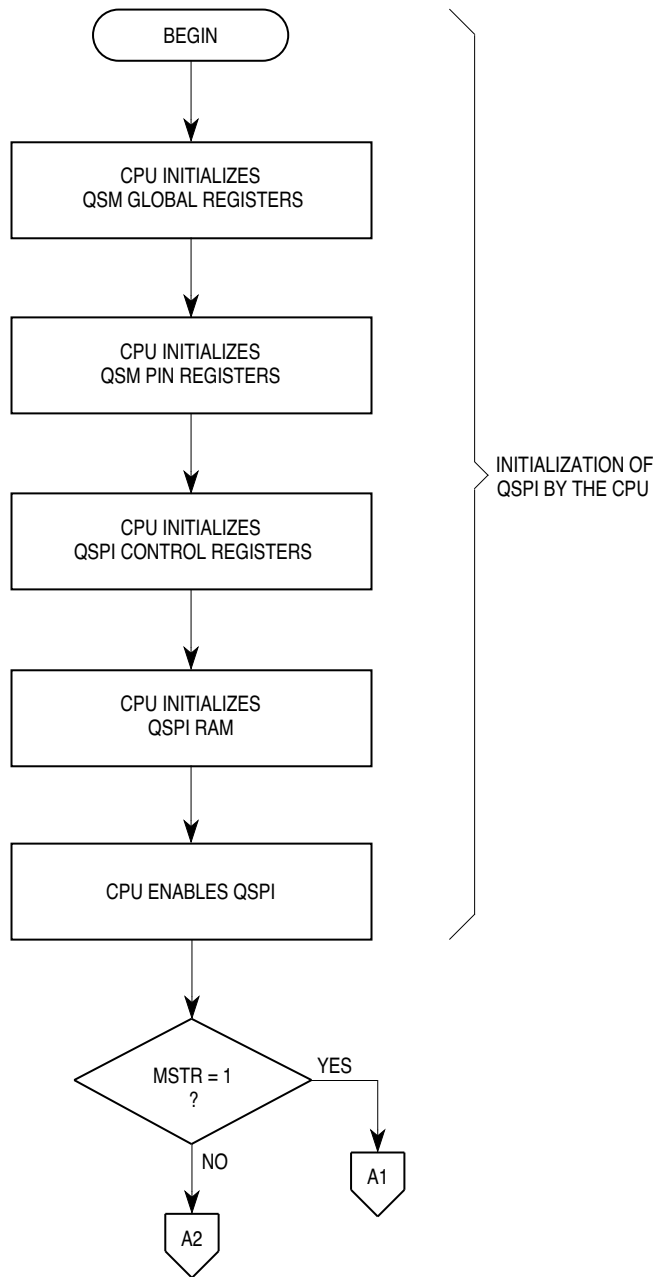 BEGIN
CPU INITIALIZES
QSM GLOBAL REGISTERS
CPU INITIALIZES
QSM PIN REGISTERS
INITIALIZATION OF
QSPI BY THE CPU
CPU INITIALIZES
QSPI CONTROL REGISTERS
CPU INITIALIZES
QSPI RAM
CPU ENABLES QSPI
MSTR = 1
?
YES
NO
A1
A2